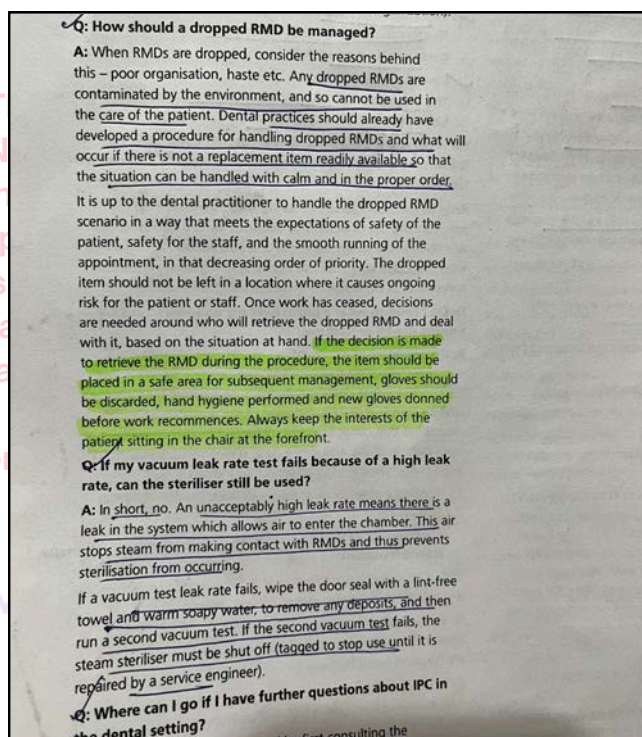 Q: How should a dropped RMD be managed?
A: When RMDs are dropped, consider the reasons behind
this – poor organisation, haste etc. Any dropped RMDs are
contaminated by the environment, and so cannot be used in
the care of the patient. Dental practices should already have
developed a procedure for handling dropped RMDs and what will
occur if there is not a replacement item readily available so that
the situation can be handled with calm and in the proper order.
It is up to the dental practitioner to handle the dropped RMD
scenario in a way that meets the expectations of safety of the
patient, safety for the staff, and the smooth running of the
appointment, in that decreasing order of priority. The dropped
item should not be left in a location where it causes ongoing
risk for the patient or staff. Once work has ceased, decisions
are needed around who will retrieve the dropped RMD and deal
with it, based on the situation at hand. If the decision is made
to retrieve the RMD during the procedure, the item should be
placed in a safe area for subsequent management, gloves should
be discarded, hand hygiene performed and new gloves donned
before work recommences. Always keep the interests of the
patient sitting in the chair at the forefront.
Q: If my vacuum leak rate test fails because of a high leak
rate, can the steriliser still be used?
A: In short, no. An unacceptably high leak rate means there is a
leak in the system which allows air to enter the chamber. This air
stops steam from making contact with RMDs and thus prevents
sterilisation from occurring.
If a vacuum test leak rate fails, wipe the door seal with a lint-free
towel and warm soapy water, to remove any deposits, and then
run a second vacuum test. If the second vacuum test fails, the
steam steriliser must be shut off (tagged to stop use until it is
repaired by a service engineer).
Q: Where can I go if I have further questions about IPC in
the dental setting?
first consulting the